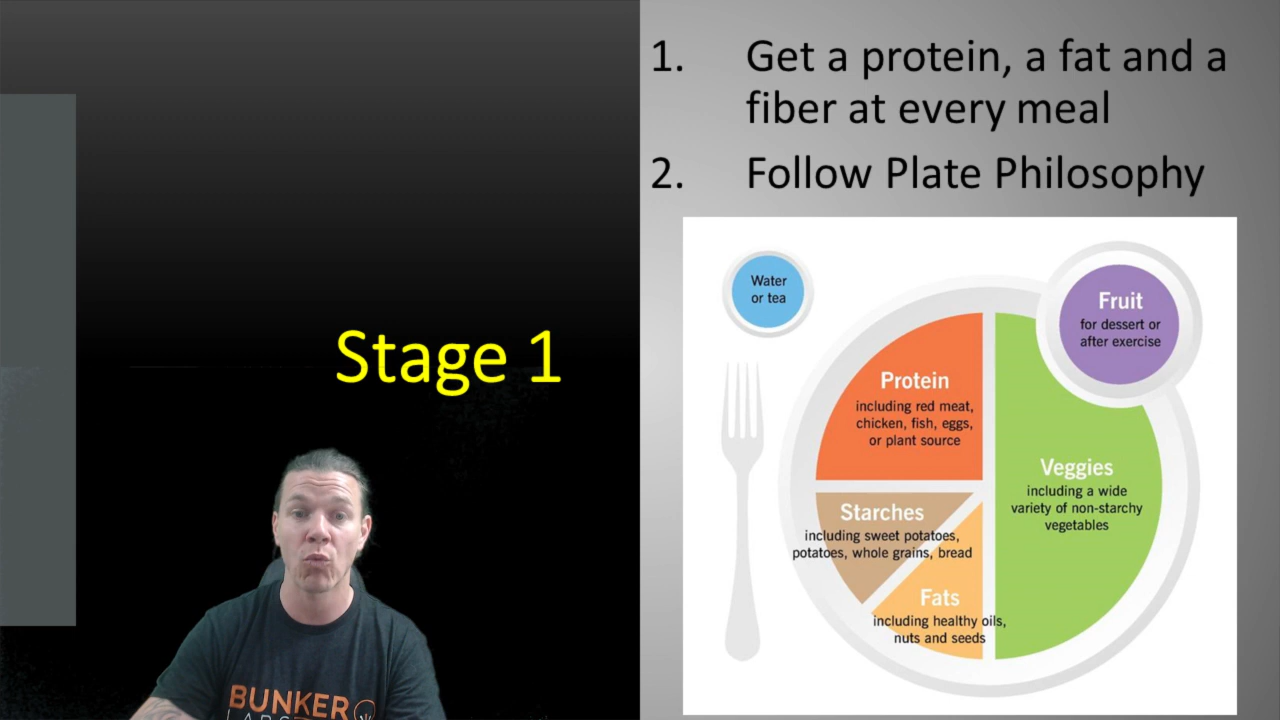 Stage 1
BUNKER
LABS
1. Get a protein, a fat and a
fiber at every meal
2. Follow Plate Philosophy
Water
or tea
Fruit
for dessert or
after exercise
Protein
including red meat,
chicken, fish, eggs,
or plant source
Veggies
including a wide
variety of non-starchy
vegetables
Starches
including sweet potatoes,
potatoes, whole grains, bread
Fats
including healthy oils,
nuts and seeds